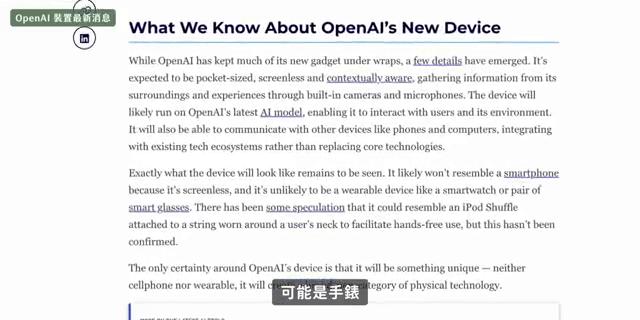 OpenAI 裝置最新消息
What We Know About OpenAI's New Device
While OpenAI has kept much of its new gadget under wraps, a few details have emerged. It's
expected to be pocket-sized, screenless and contextually aware, gathering information from its
surroundings and experiences through built-in cameras and microphones. The device will
likely run on OpenAI's latest AI model, enabling it to interact with users and its environment.
It will also be able to communicate with other devices like phones and computers, integrating
with existing tech ecosystems rather than replacing core technologies.
Exactly what the device will look like remains to be seen. It likely won't resemble a smartphone
because it's screenless, and it's unlikely to be a wearable device like a smartwatch or pair of
smart glasses. There has been some speculation that it could resemble an iPod Shuffle
attached to a string worn around a user's neck to facilitate hands-free use, but this hasn't been
confirmed.
The only certainty around OpenAI's device is that it will be something unique — neither
cellphone nor wearable, it will category of physical technology.
可能是手錶